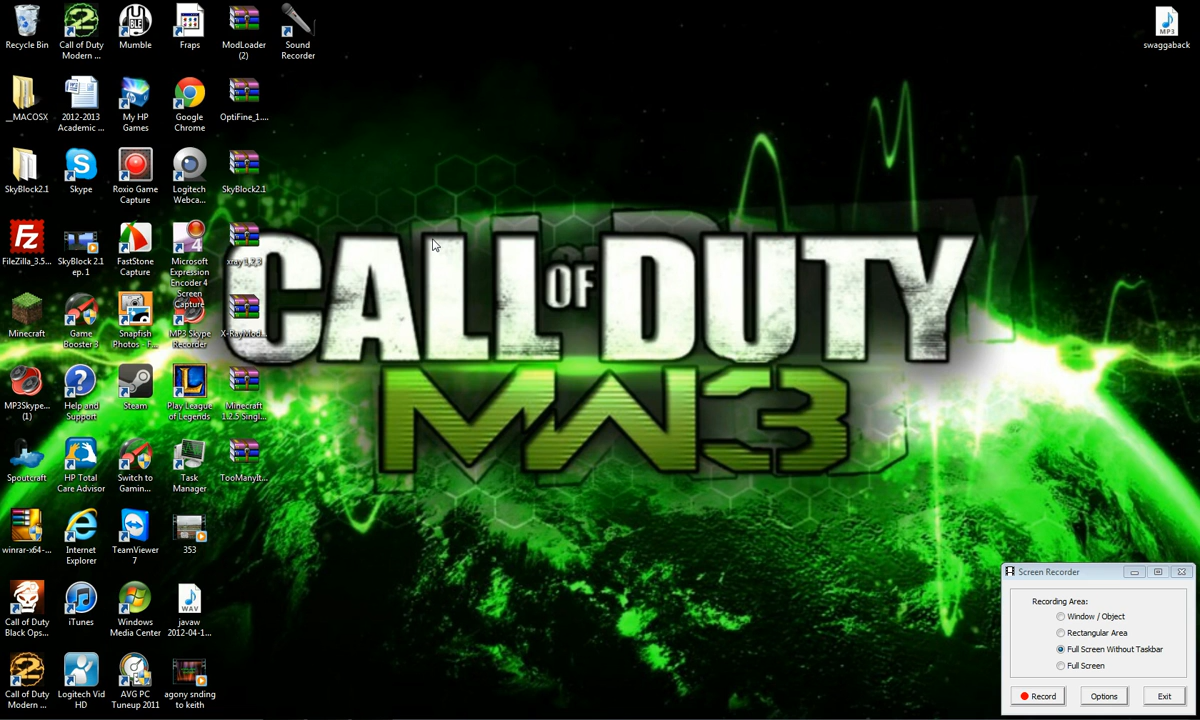 Recycle Bin
Call of Duty
Modern ...
Mumble
Fraps
ModLoader
(2)
Sound
Recorder
swaggaback
__MACOSX
2012-2013
Academic ...
My HP
Games
Google
Chrome
OptiFine_1....
SkyBlock2.1
Skype
Roxio Game
Capture
Logitech
Webca...
SkyBlock2.1
FileZilla_3.5...
SkyBlock 2.1
ep. 1
FastStone
Capture
Microsoft
Expression
Encoder 4
Screen
Capture
xray 1,2,3
Minecraft
Game
Booster 3
Snapfish
Photos - F...
MP3 Skype
Recorder
X-RayMod...
MP3Skype...
(1)
Help and
Support
Steam
Play League
of Legends
Minecraft
1.2.5 Singl...
Spoutcraft
HP Total
Care Advisor
Switch to
Gamin...
Task
Manager
TooManyIt...
winrar-x64-...
Internet
Explorer
TeamViewer
7
353
Call of Duty
Black Ops...
iTunes
Windows
Media Center
javaw
2012-04-1...
Call of Duty
Modern ...
Logitech Vid
HD
AVG PC
Tuneup 2011
agony snding
to keith
CALL OF DUTY
MW3
Screen Recorder
Recording Area:
Window / Object
Rectangular Area
Full Screen Without Taskbar
Full Screen
Record
Options
Exit